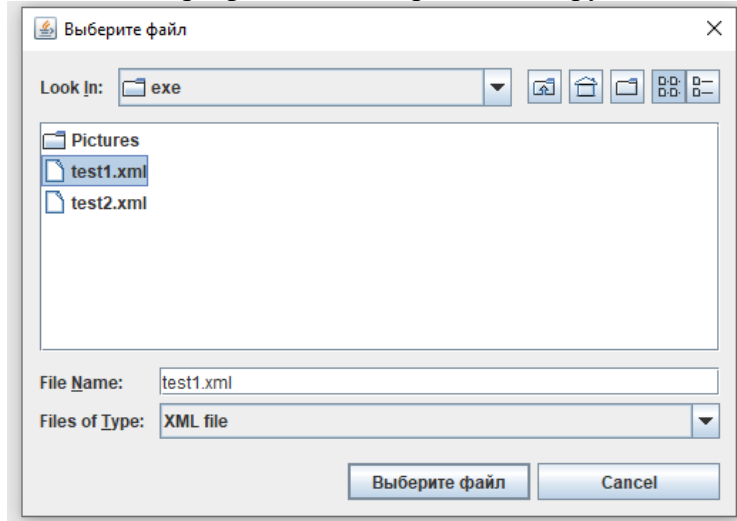 Выберите файл
Look In: exe
Pictures
test1.xml
test2.xml
File Name: test1.xml
Files of Type: XML file
Выберите файл Cancel